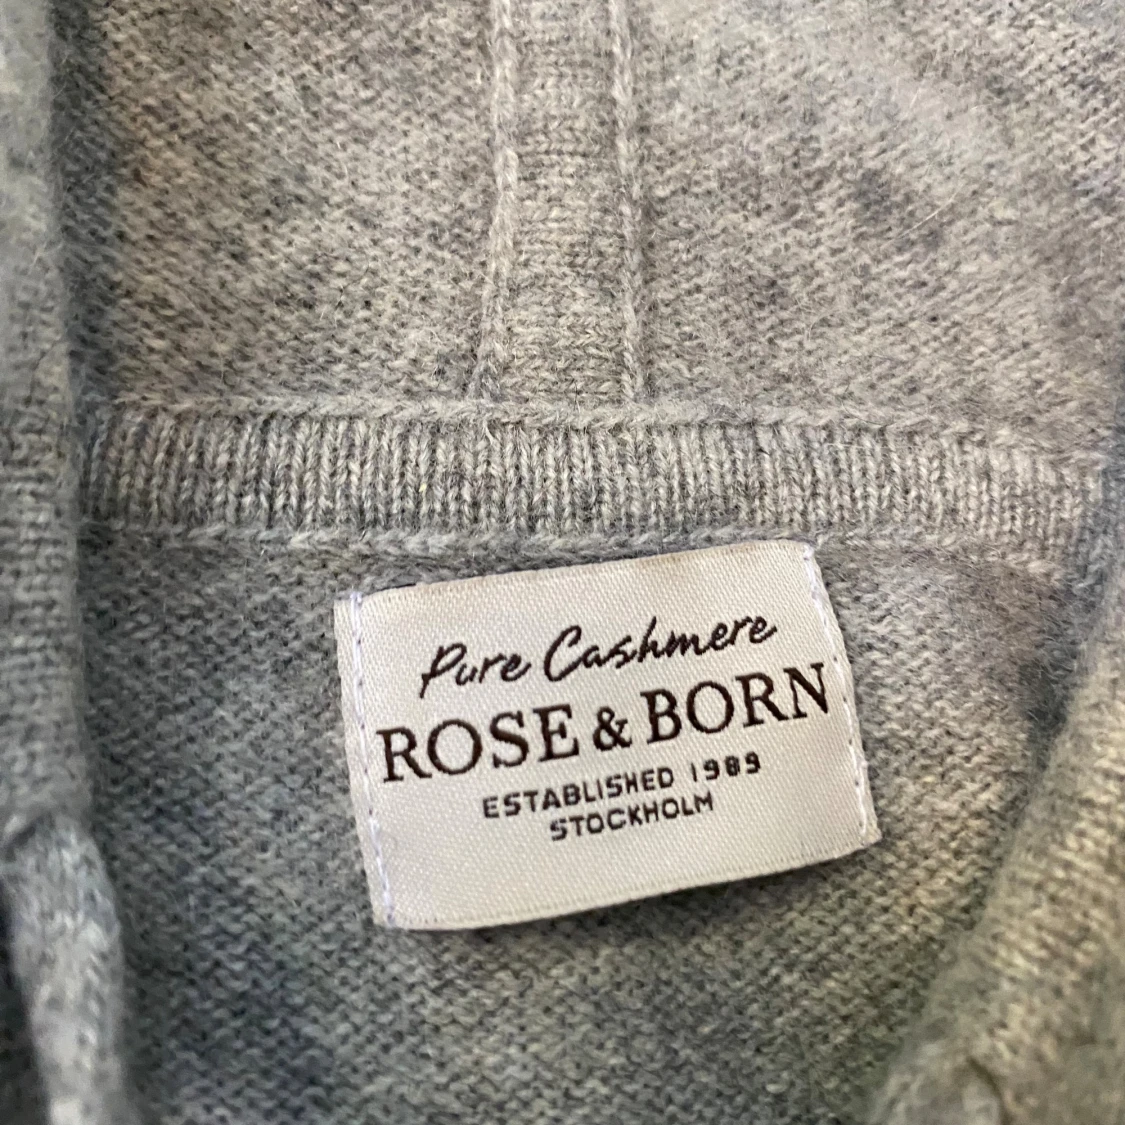 Pure Cashmere
ROSE & BORN
ESTABLISHED 1989
STOCKHOLM